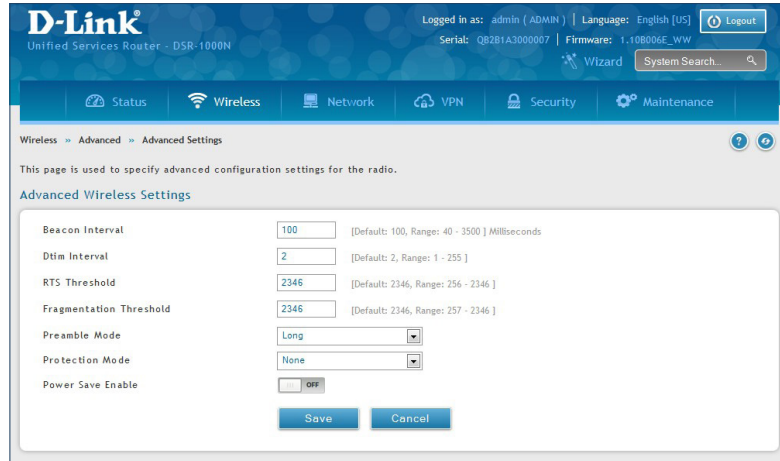 D-Link
Unified Services Router - DSR-1000N
Logged in as: admin ( ADMIN ) | Language: English [US]
Logout
Serial: QB2B1A3000007 | Firmware: 1.10B006E_WW
Wizard
System Search...
Status
Wireless
Network
VPN
Security
Maintenance
Wireless » Advanced » Advanced Settings
This page is used to specify advanced configuration settings for the radio.
Advanced Wireless Settings
Beacon Interval 100 [Default: 100, Range: 40 - 3500 ] Milliseconds
Dtim Interval 2 [Default: 2, Range: 1 - 255 ]
RTS Threshold 2346 [Default: 2346, Range: 256 - 2346 ]
Fragmentation Threshold 2346 [Default: 2346, Range: 257 - 2346 ]
Preamble Mode Long
Protection Mode None
Power Save Enable OFF
Save Cancel